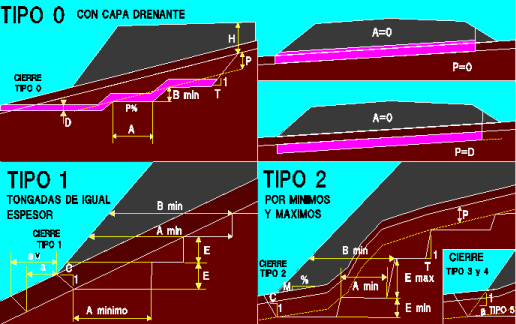 TIPO 0 CON CAPA DRENANTE
H
P
CIERRE
TIPO 0
B min
T
1
D
P%
A
A=0
P=0
A=0
P=D
TIPO 1
TONGADAS DE IGUAL
ESPESOR
B min
CIERRE
TIPO 1
A min
a v
a
C
1
E
E
A minimo
TIPO 2
POR MINIMOS
Y MAXIMOS
P
B min
CIERRE
TIPO 2
M
%
A min
T
1
E max
C
1
E min
CIERRE
TIPO 3 y 4
1
a
TIPO 5